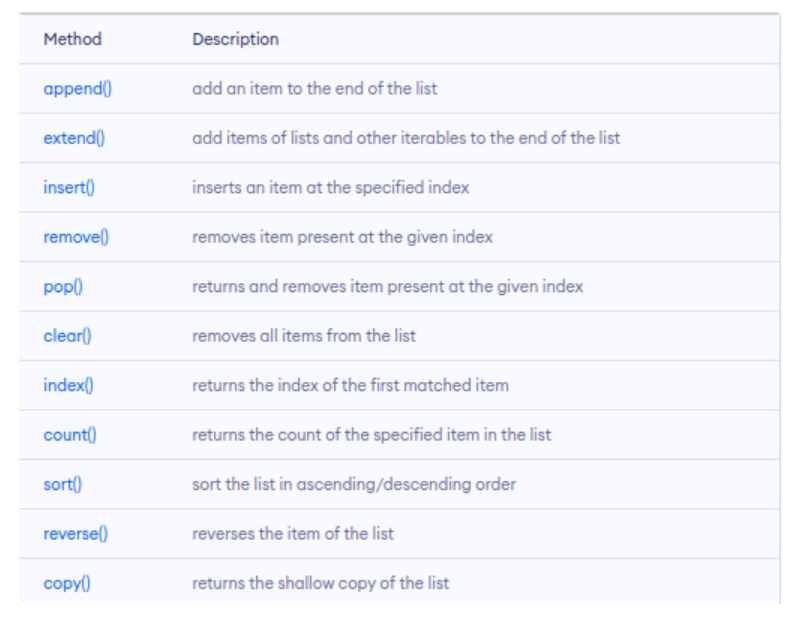 Method Description
append() add an item to the end of the list
extend() add items of lists and other iterables to the end of the list
insert() inserts an item at the specified index
remove() removes item present at the given index
pop() returns and removes item present at the given index
clear() removes all items from the list
index() returns the index of the first matched item
count() returns the count of the specified item in the list
sort() sort the list in ascending/descending order
reverse() reverses the item of the list
copy() returns the shallow copy of the list